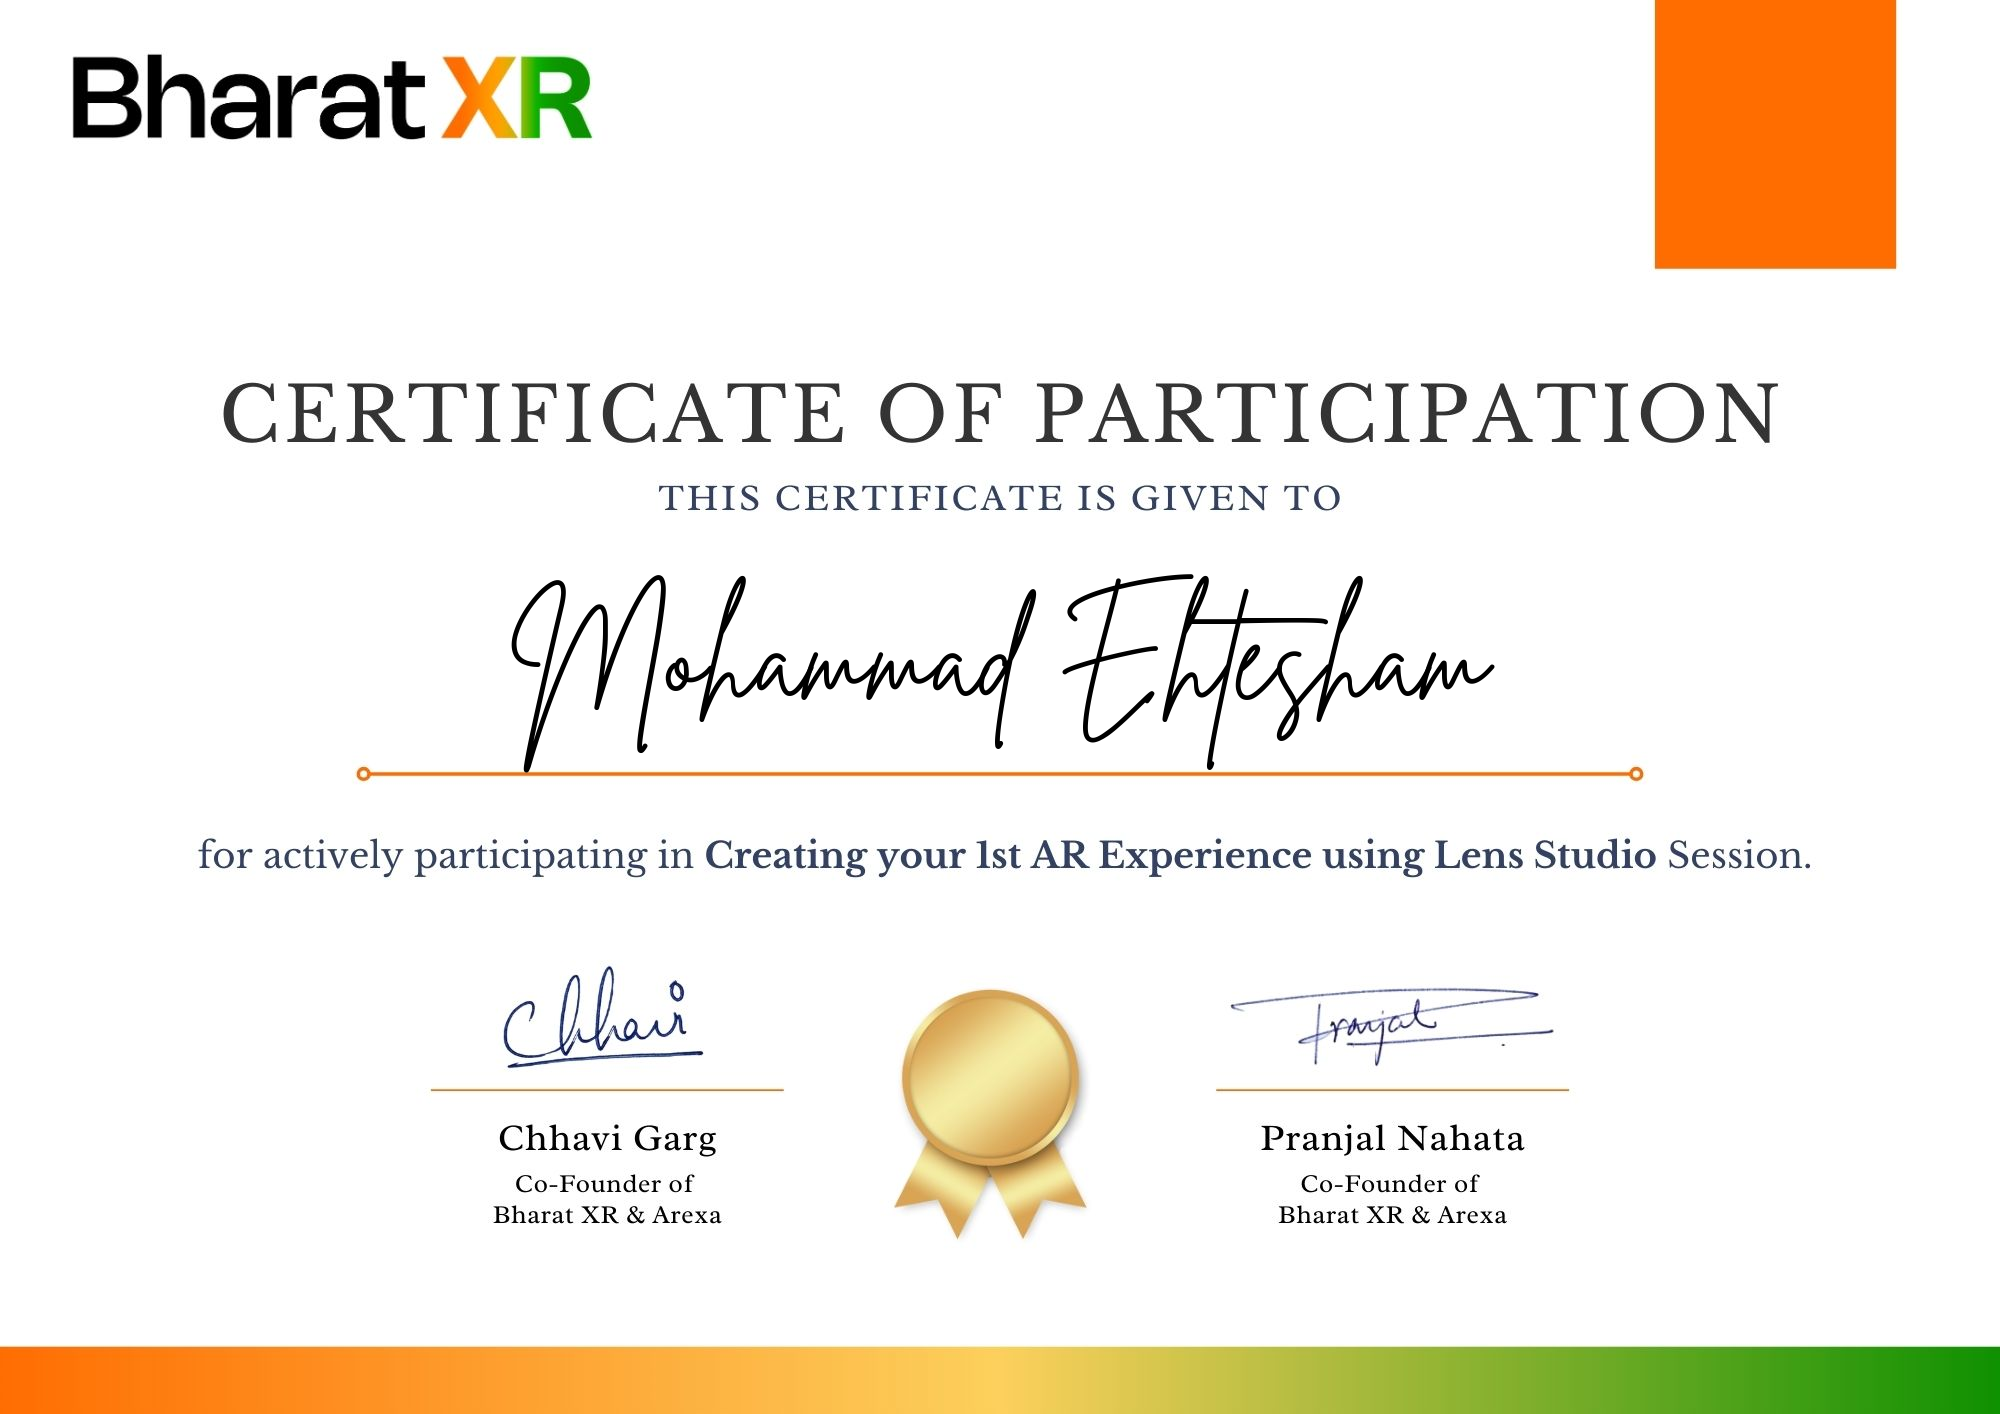 Bharat XR
CERTIFICATE OF PARTICIPATION
THIS CERTIFICATE IS GIVEN TO
Mohammad Ehtesham
for actively participating in Creating your 1st AR Experience using Lens Studio Session.
Chhavi
Pranjal
Chhavi Garg
Pranjal Nahata
Co-Founder of
Bharat XR & Arexa
Co-Founder of
Bharat XR & Arexa